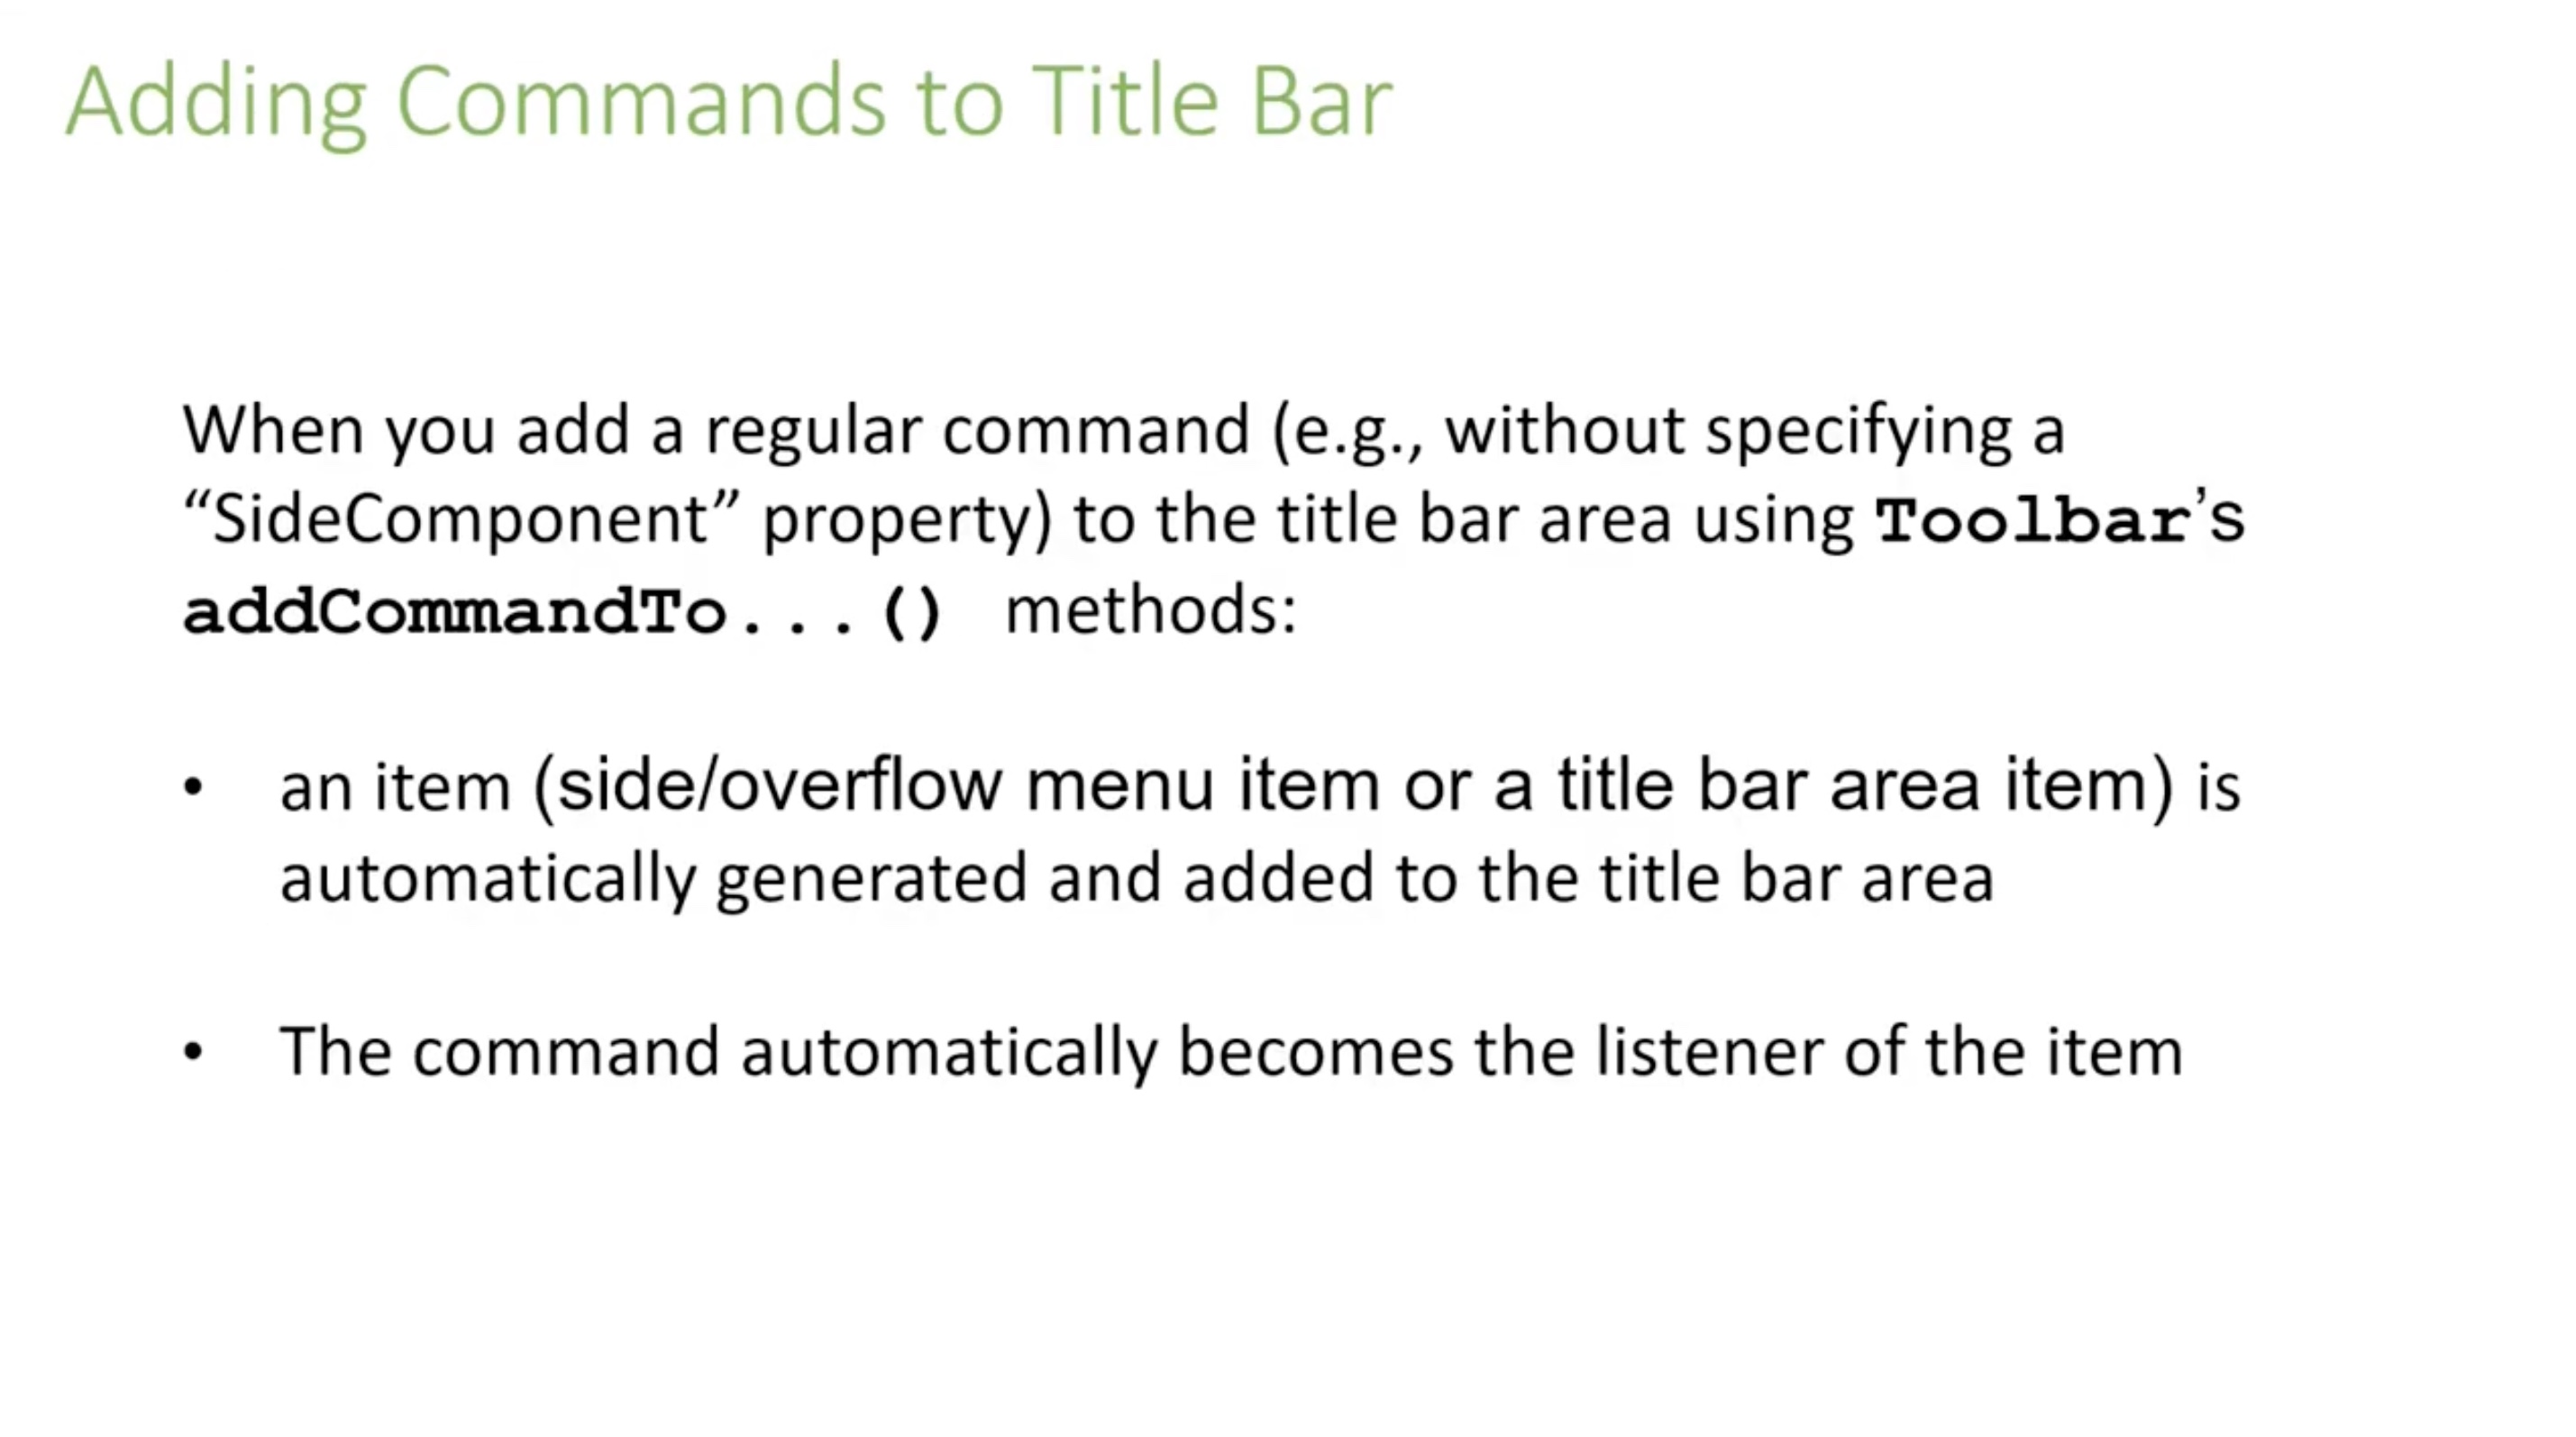 Adding Commands to Title Bar
When you add a regular command (e.g., without specifying a
“SideComponent” property) to the title bar area using Toolbar’s
addCommandTo...() methods:
• an item (side/overflow menu item or a title bar area item) is
automatically generated and added to the title bar area
• The command automatically becomes the listener of the item